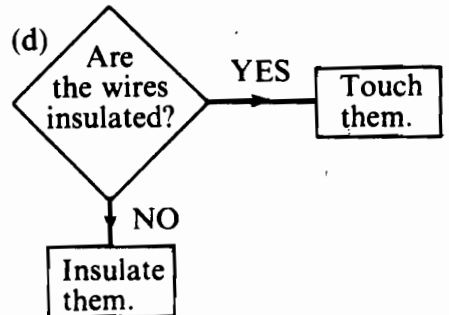 (d)
Are
the wires
insulated?
YES
Touch
them.
NO
Insulate
them.